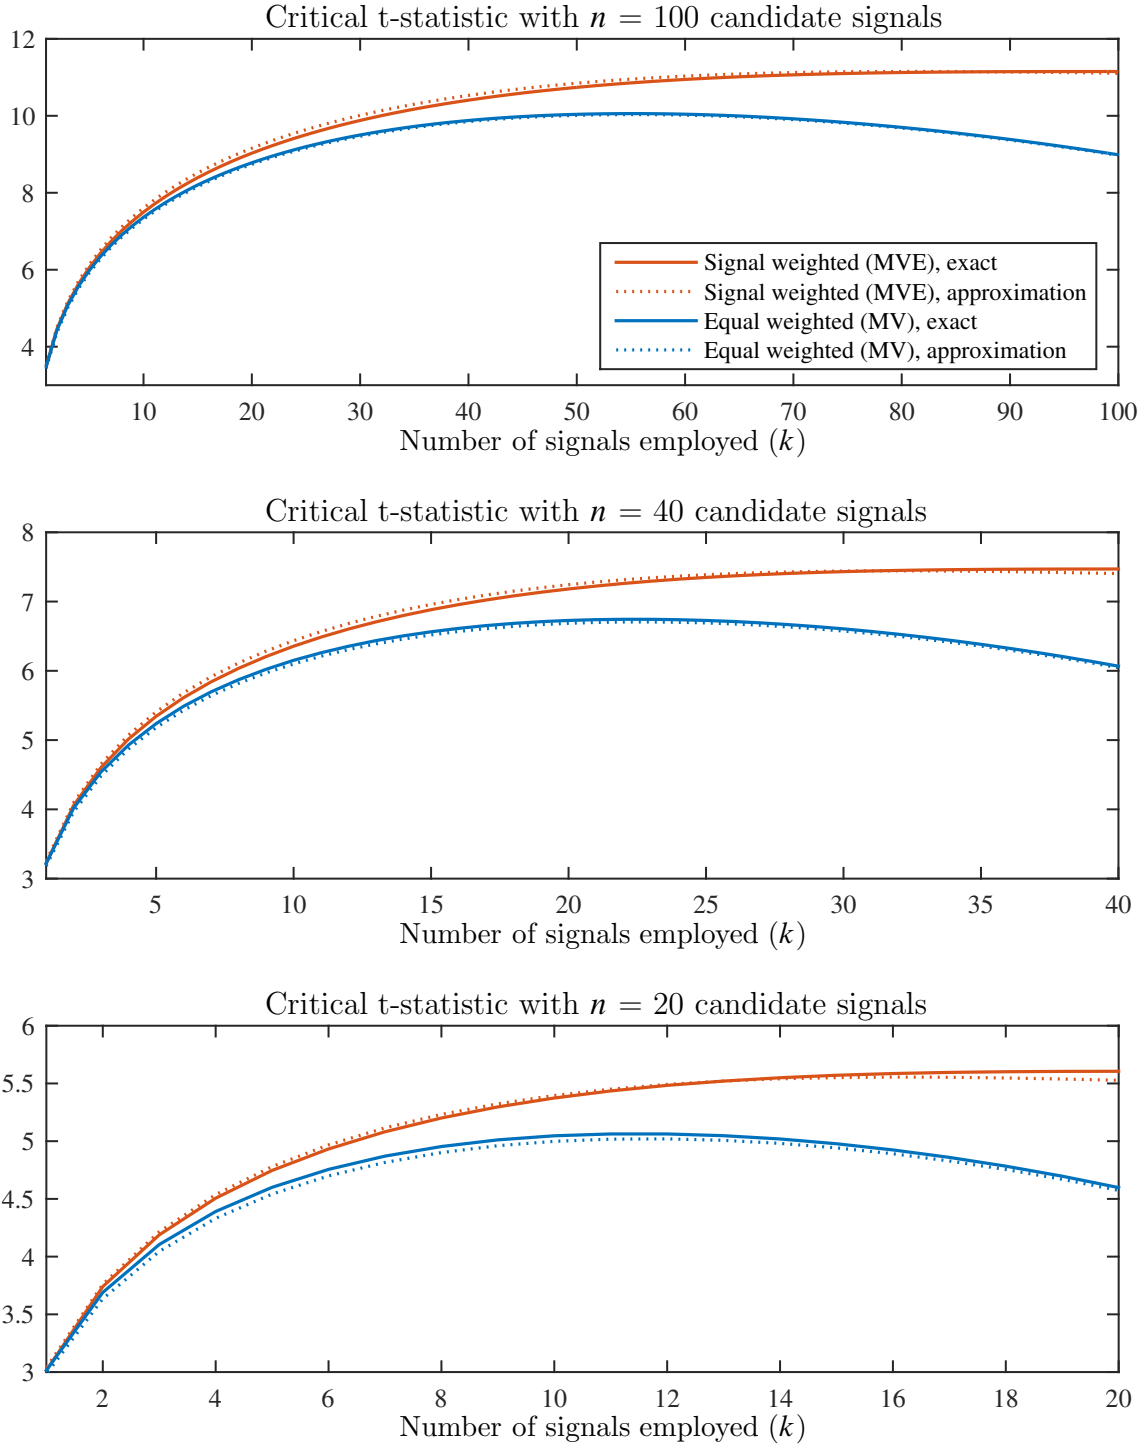 Critical t-statistic with n = 100 candidate signals
12
10
8
6
4
Signal weighted (MVE), exact
Signal weighted (MVE), approximation
Equal weighted (MV), exact
Equal weighted (MV), approximation
10 20 30 40 50 60 70 80 90 100
Number of signals employed (k)
Critical t-statistic with n = 40 candidate signals
8
7
6
5
4
3
5 10 15 20 25 30 35 40
Number of signals employed (k)
Critical t-statistic with n = 20 candidate signals
6
5.5
5
4.5
4
3.5
3
2 4 6 8 10 12 14 16 18 20
Number of signals employed (k)